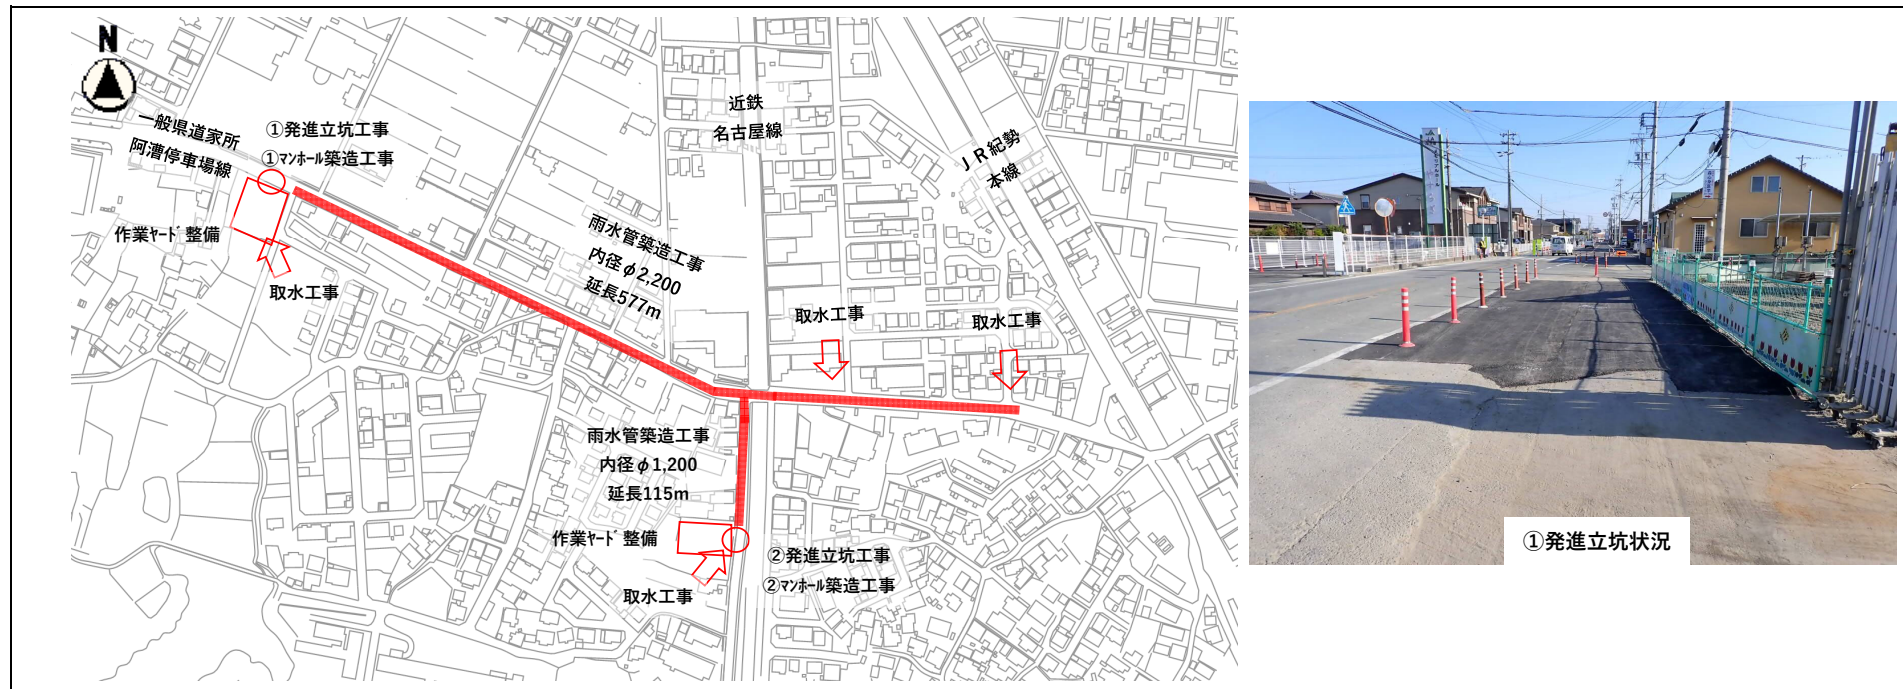 N
一般県道家所
阿漕停車場線
①発進立坑工事
①ﾏﾝﾎｰﾙ築造工事
作業ﾔｰﾄﾞ整備
取水工事
近鉄
名古屋線
ＪＲ紀勢
本線
雨水管築造工事
内径φ2,200
延長577m
取水工事
取水工事
雨水管築造工事
内径φ1,200
延長115m
作業ﾔｰﾄﾞ整備
取水工事
②発進立坑工事
②ﾏﾝﾎｰﾙ築造工事
①発進立坑状況